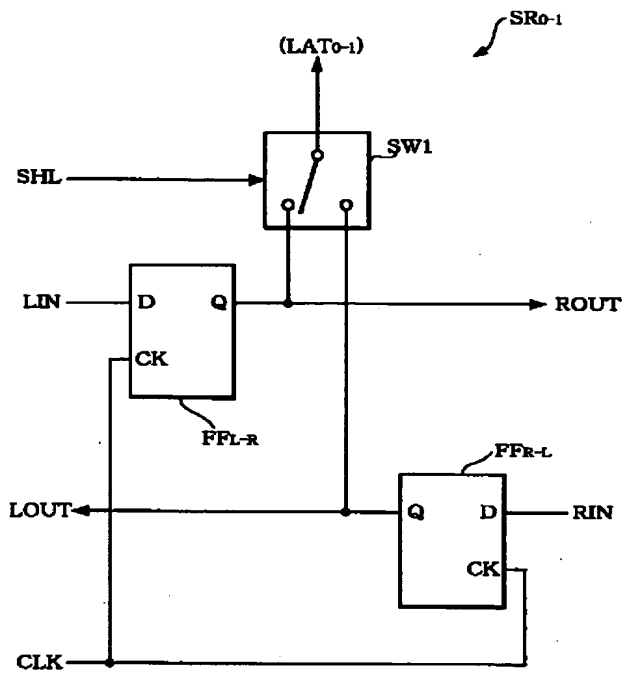 SR0-1
(LAT0-1)
SW1
SHL
LIN
D
Q
ROUT
CK
FFL-R
FFR-L
LOUT
Q
D
RIN
CK
CLK